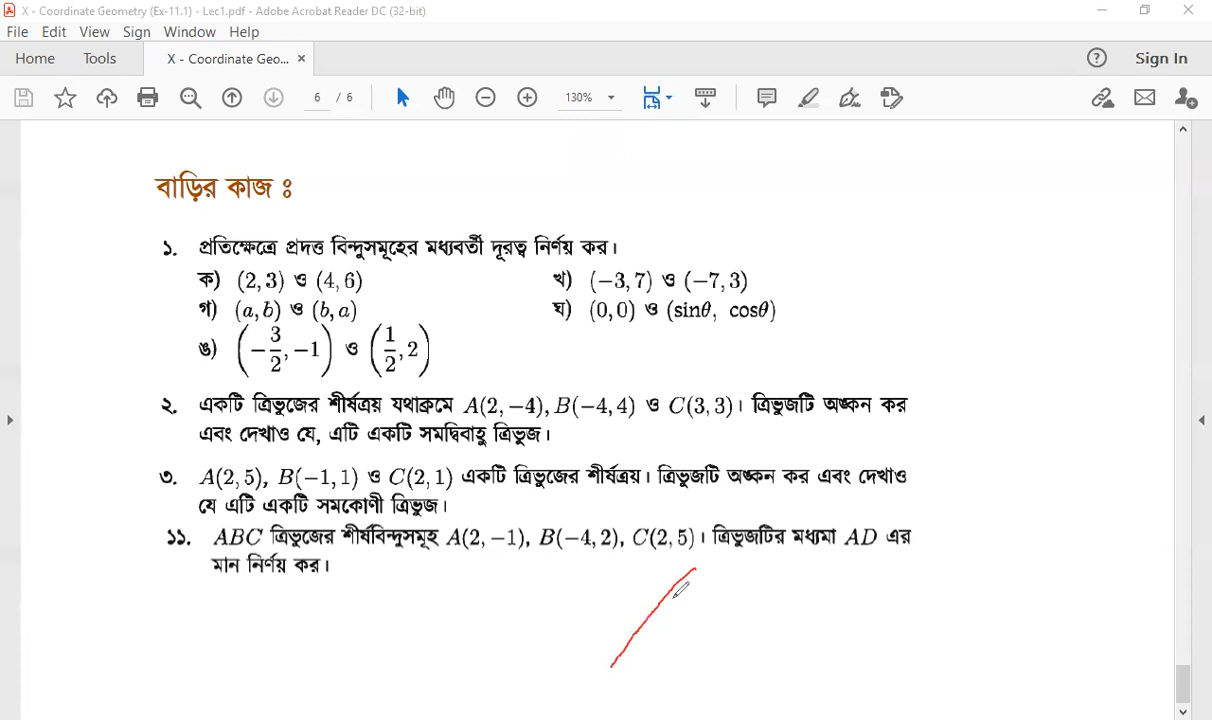 X - Coordinate Geometry (Ex-11.1) - Lec1.pdf - Adobe Acrobat Reader DC (32-bit)
File Edit View Sign Window Help
Home Tools X - Coordinate Geo... × Sign In
6 / 6 130%
বাড়ির কাজ ঃ
১. প্রতিক্ষেত্রে প্রদত্ত বিন্দুসমূহের মধ্যবর্তী দূরত্ব নির্ণয় কর।
ক) (2, 3) ও (4, 6) খ) (−3, 7) ও (−7, 3)
গ) (a, b) ও (b, a) ঘ) (0, 0) ও (sinθ, cosθ)
ঙ) (−3/2, −1) ও (1/2, 2)
২. একটি ত্রিভুজের শীর্ষত্রয় যথাক্রমে A(2, −4), B(−4, 4) ও C(3, 3)। ত্রিভুজটি অঙ্কন কর
এবং দেখাও যে, এটি একটি সমদ্বিবাহু ত্রিভুজ।
৩. A(2, 5), B(−1, 1) ও C(2, 1) একটি ত্রিভুজের শীর্ষত্রয়। ত্রিভুজটি অঙ্কন কর এবং দেখাও
যে এটি একটি সমকোণী ত্রিভুজ।
১১. ABC ত্রিভুজের শীর্ষবিন্দুসমূহ A(2, −1), B(−4, 2), C(2, 5)। ত্রিভুজটির মধ্যমা AD এর
মান নির্ণয় কর।